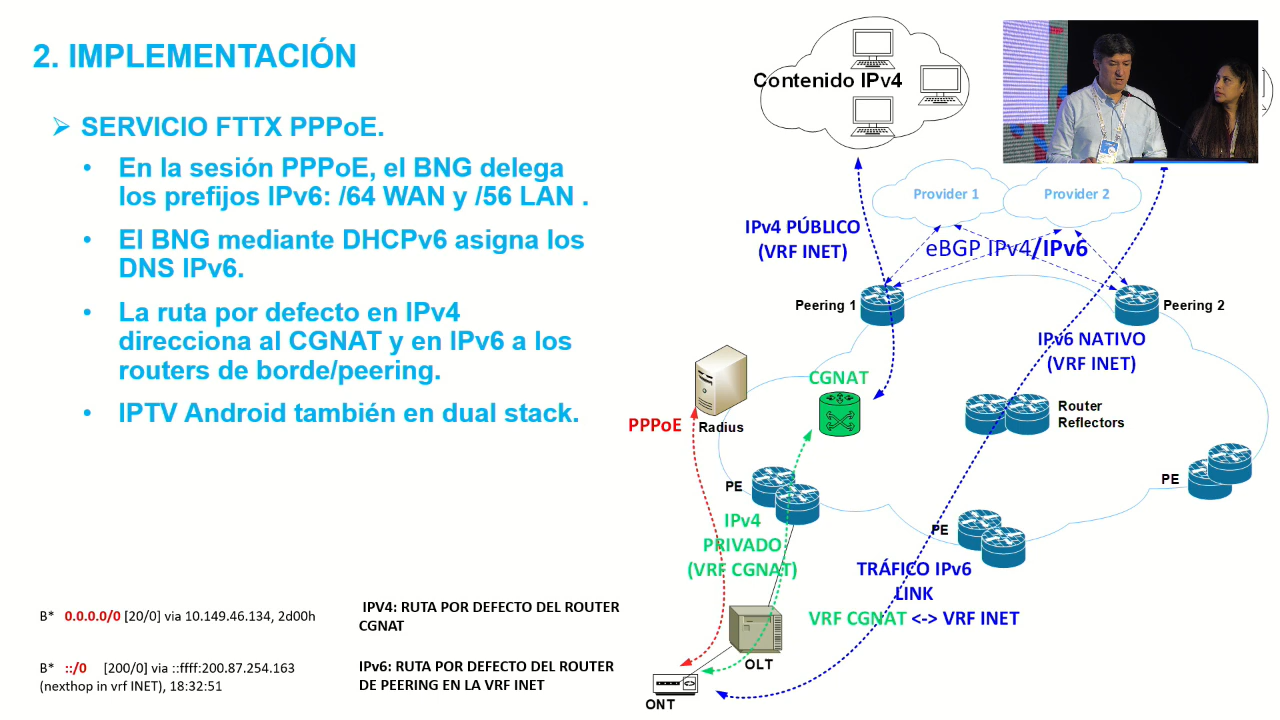 2. IMPLEMENTACIÓN
➢ SERVICIO FTTX PPPoE.
• En la sesión PPPoE, el BNG delega
los prefijos IPv6: /64 WAN y /56 LAN .
• El BNG mediante DHCPv6 asigna los
DNS IPv6.
• La ruta por defecto en IPv4
direcciona al CGNAT y en IPv6 a los
routers de borde/peering.
• IPTV Android también en dual stack.
B* 0.0.0.0/0 [20/0] via 10.149.46.134, 2d00h
IPV4: RUTA POR DEFECTO DEL ROUTER
CGNAT
B* ::/0 [200/0] via ::ffff:200.87.254.163
(nexthop in vrf INET), 18:32:51
IPv6: RUTA POR DEFECTO DEL ROUTER
DE PEERING EN LA VRF INET
Contenido IPv4
Provider 1
Provider 2
IPv4 PÚBLICO
(VRF INET)
eBGP IPv4/IPv6
Peering 1
Peering 2
IPv6 NATIVO
(VRF INET)
CGNAT
Router
Reflectors
PPPoE
Radius
PE
PE
PE
IPv4
PRIVADO
(VRF CGNAT)
TRÁFICO IPv6
LINK
VRF CGNAT <-> VRF INET
OLT
ONT